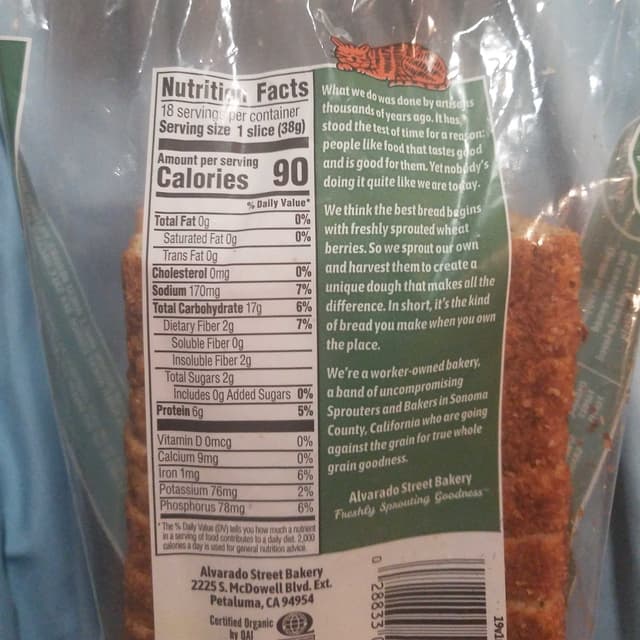 Nutrition Facts
18 servings per container
Serving size 1 slice (38g)
Amount per serving
Calories 90
% Daily Value*
Total Fat 0g 0%
Saturated Fat 0g 0%
Trans Fat 0g
Cholesterol 0mg 0%
Sodium 170mg 7%
Total Carbohydrate 17g 6%
Dietary Fiber 2g 7%
Soluble Fiber 0g
Insoluble Fiber 2g
Total Sugars 2g
Includes 0g Added Sugars 0%
Protein 6g 5%
Vitamin D 0mcg 0%
Calcium 9mg 0%
Iron 1mg 6%
Potassium 76mg 2%
Phosphorus 78mg 6%
*The % Daily Value (DV) tells you how much a nutrient
in a serving of food contributes to a daily diet. 2,000
calories a day is used for general nutrition advice.
What we do was done by artisans
thousands of years ago. It has
stood the test of time for a reason:
people like food that tastes good
and is good for them. Yet nobody's
doing it quite like we are today.
We think the best bread begins
with freshly sprouted wheat
berries. So we sprout our own
and harvest them to create a
unique dough that makes all the
difference. In short, it's the kind
of bread you make when you own
the place.
We're a worker-owned bakery,
a band of uncompromising
Sprouters and Bakers in Sonoma
County, California who are going
against the grain for true whole
grain goodness.
Alvarado Street Bakery
Freshly Sprouting Goodness
Alvarado Street Bakery
2225 S. McDowell Blvd. Ext.
Petaluma, CA 94954
Certified Organic
by QAI
0 28833